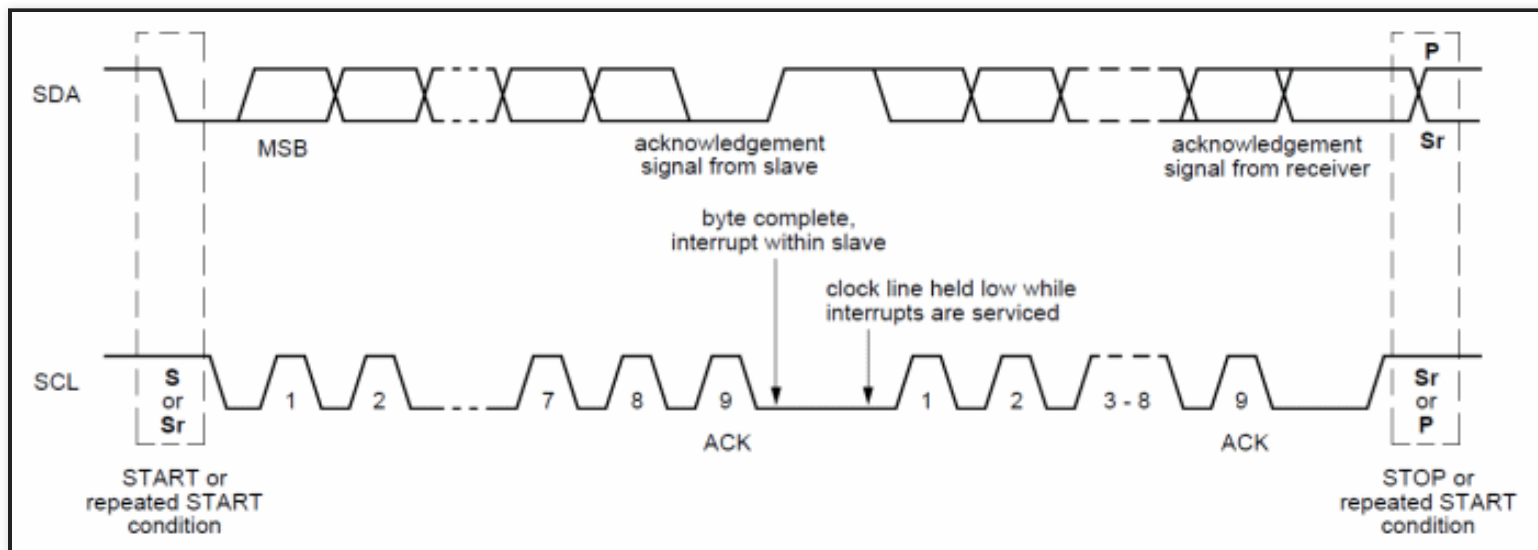 P
SDA
MSB
acknowledgement
signal from slave
acknowledgement
signal from receiver
Sr
byte complete,
interrupt within slave
clock line held low while
interrupts are serviced
SCL
S
or
Sr
1
2
7
8
9
1
2
3 - 8
9
Sr
or
P
ACK
ACK
START or
repeated START
condition
STOP or
repeated START
condition